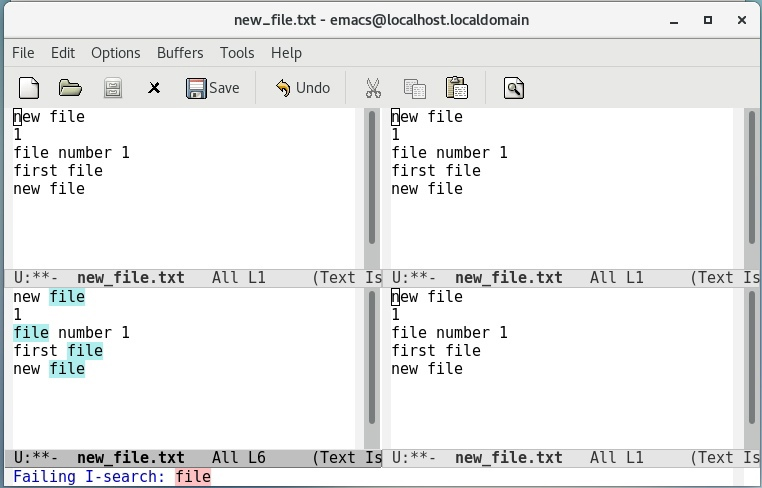 new_file.txt - emacs@localhost.localdomain
File Edit Options Buffers Tools Help
Save Undo
new file
1
file number 1
first file
new file
U:**- new_file.txt All L1 (Text Is
new file
1
file number 1
first file
new file
U:**- new_file.txt All L1 (Text Is
new file
1
file number 1
first file
new file
U:**- new_file.txt All L6 (Text Is
new file
1
file number 1
first file
new file
U:**- new_file.txt All L1 (Text Is
Failing I-search: file